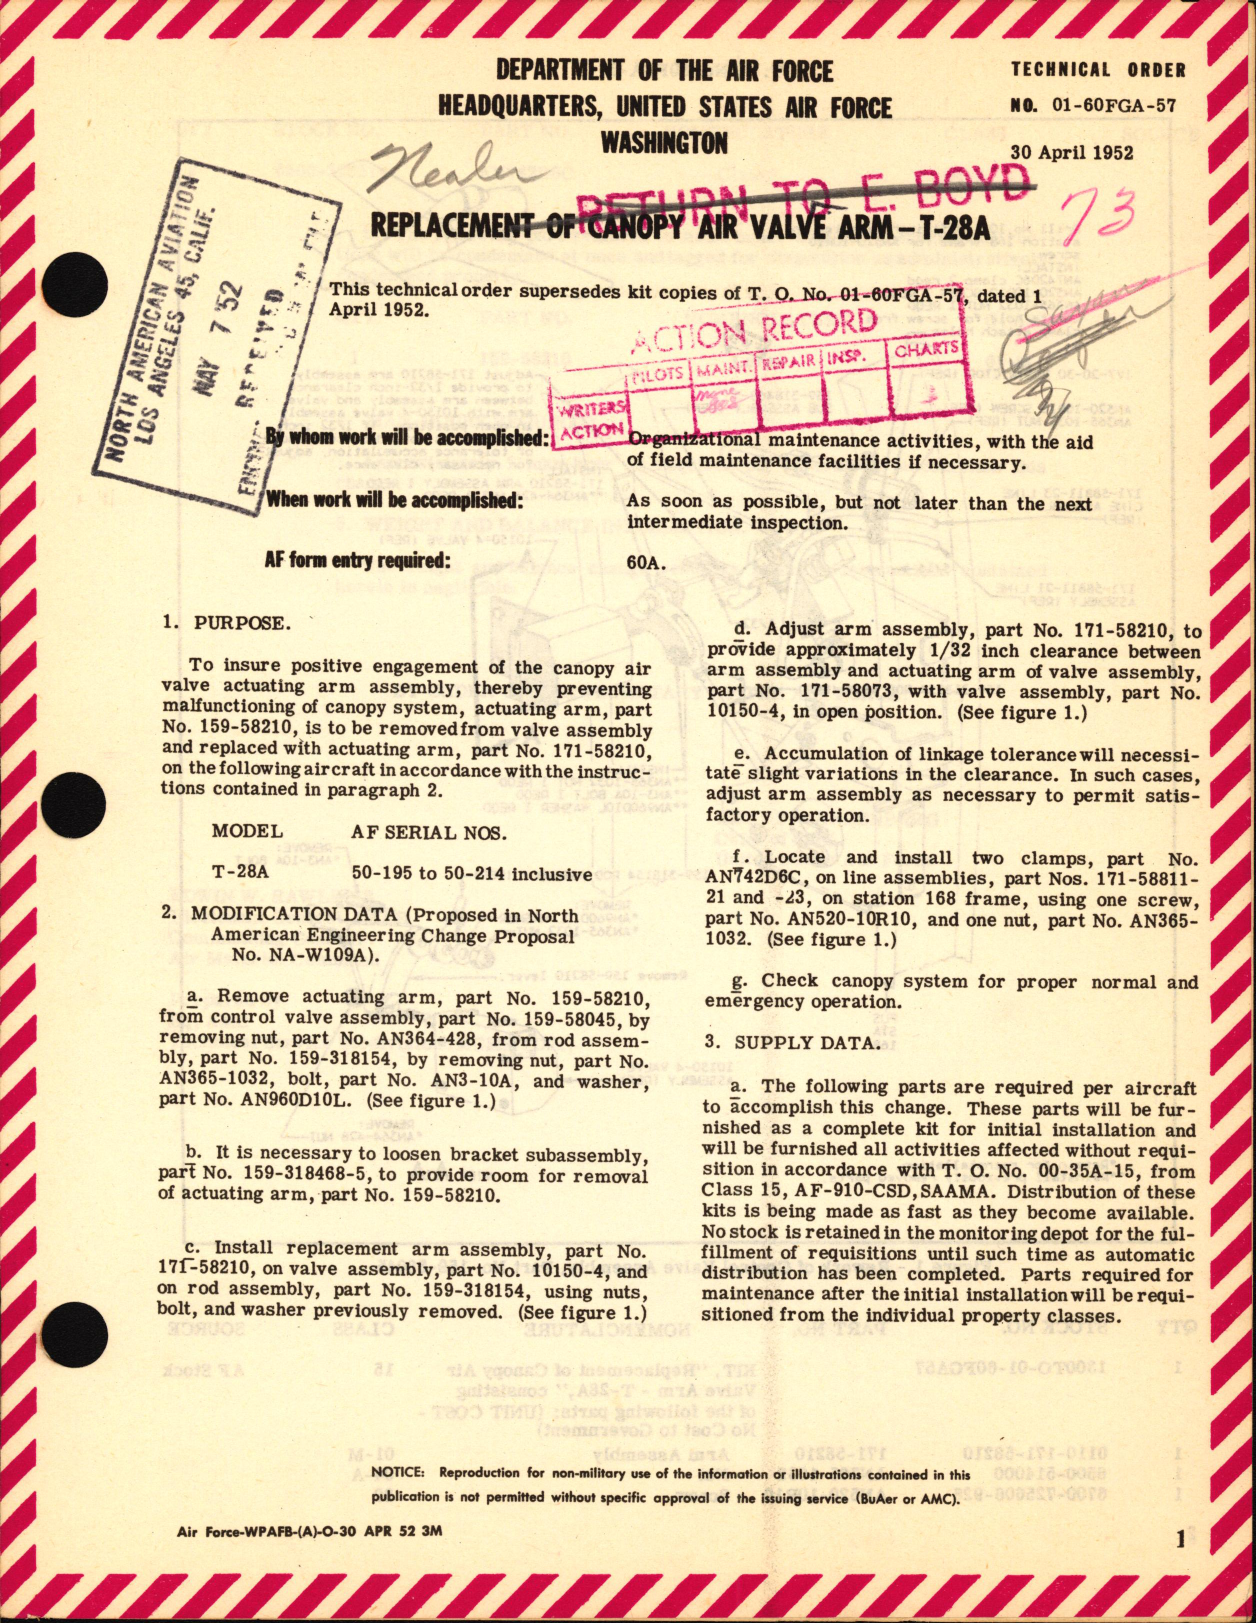 DEPARTMENT OF THE AIR FORCE
HEADQUARTERS, UNITED STATES AIR FORCE
WASHINGTON
TECHNICAL ORDER
NO. 01-60FGA-57
30 April 1952
Nealer
RETURN TO E. BOYD
73
REPLACEMENT OF CANOPY AIR VALVE ARM – T-28A
NORTH AMERICAN AVIATION
LOS ANGELES 45, CALIF.
MAY 7 '52
RECEIVED
This technical order supersedes kit copies of T. O. No. 01-60FGA-57, dated 1
April 1952.
ACTION RECORD
PILOTS MAINT. REPAIR INSP. CHARTS
WRITERS
ACTION
By whom work will be accomplished: Organizational maintenance activities, with the aid
of field maintenance facilities if necessary.
When work will be accomplished: As soon as possible, but not later than the next
intermediate inspection.
AF form entry required: 60A.
1. PURPOSE.
To insure positive engagement of the canopy air
valve actuating arm assembly, thereby preventing
malfunctioning of canopy system, actuating arm, part
No. 159-58210, is to be removed from valve assembly
and replaced with actuating arm, part No. 171-58210,
on the following aircraft in accordance with the instruc-
tions contained in paragraph 2.
MODEL AF SERIAL NOS.
T-28A 50-195 to 50-214 inclusive
2. MODIFICATION DATA (Proposed in North
American Engineering Change Proposal
No. NA-W109A).
a. Remove actuating arm, part No. 159-58210,
from control valve assembly, part No. 159-58045, by
removing nut, part No. AN364-428, from rod assem-
bly, part No. 159-318154, by removing nut, part No.
AN365-1032, bolt, part No. AN3-10A, and washer,
part No. AN960D10L. (See figure 1.)
b. It is necessary to loosen bracket subassembly,
part No. 159-318468-5, to provide room for removal
of actuating arm, part No. 159-58210.
c. Install replacement arm assembly, part No.
171-58210, on valve assembly, part No. 10150-4, and
on rod assembly, part No. 159-318154, using nuts,
bolt, and washer previously removed. (See figure 1.)
d. Adjust arm assembly, part No. 171-58210, to
provide approximately 1/32 inch clearance between
arm assembly and actuating arm of valve assembly,
part No. 171-58073, with valve assembly, part No.
10150-4, in open position. (See figure 1.)
e. Accumulation of linkage tolerance will necessi-
tate slight variations in the clearance. In such cases,
adjust arm assembly as necessary to permit satis-
factory operation.
f. Locate and install two clamps, part No.
AN742D6C, on line assemblies, part Nos. 171-58811-
21 and -23, on station 168 frame, using one screw,
part No. AN520-10R10, and one nut, part No. AN365-
1032. (See figure 1.)
g. Check canopy system for proper normal and
emergency operation.
3. SUPPLY DATA.
a. The following parts are required per aircraft
to accomplish this change. These parts will be fur-
nished as a complete kit for initial installation and
will be furnished all activities affected without requi-
sition in accordance with T. O. No. 00-35A-15, from
Class 15, AF-910-CSD, SAAMA. Distribution of these
kits is being made as fast as they become available.
No stock is retained in the monitoring depot for the ful-
fillment of requisitions until such time as automatic
distribution has been completed. Parts required for
maintenance after the initial installation will be requi-
sitioned from the individual property classes.
NOTICE: Reproduction for non-military use of the information or illustrations contained in this
publication is not permitted without specific approval of the issuing service (BuAer or AMC).
Air Force-WPAFB-(A)-O-30 APR 52 3M
1